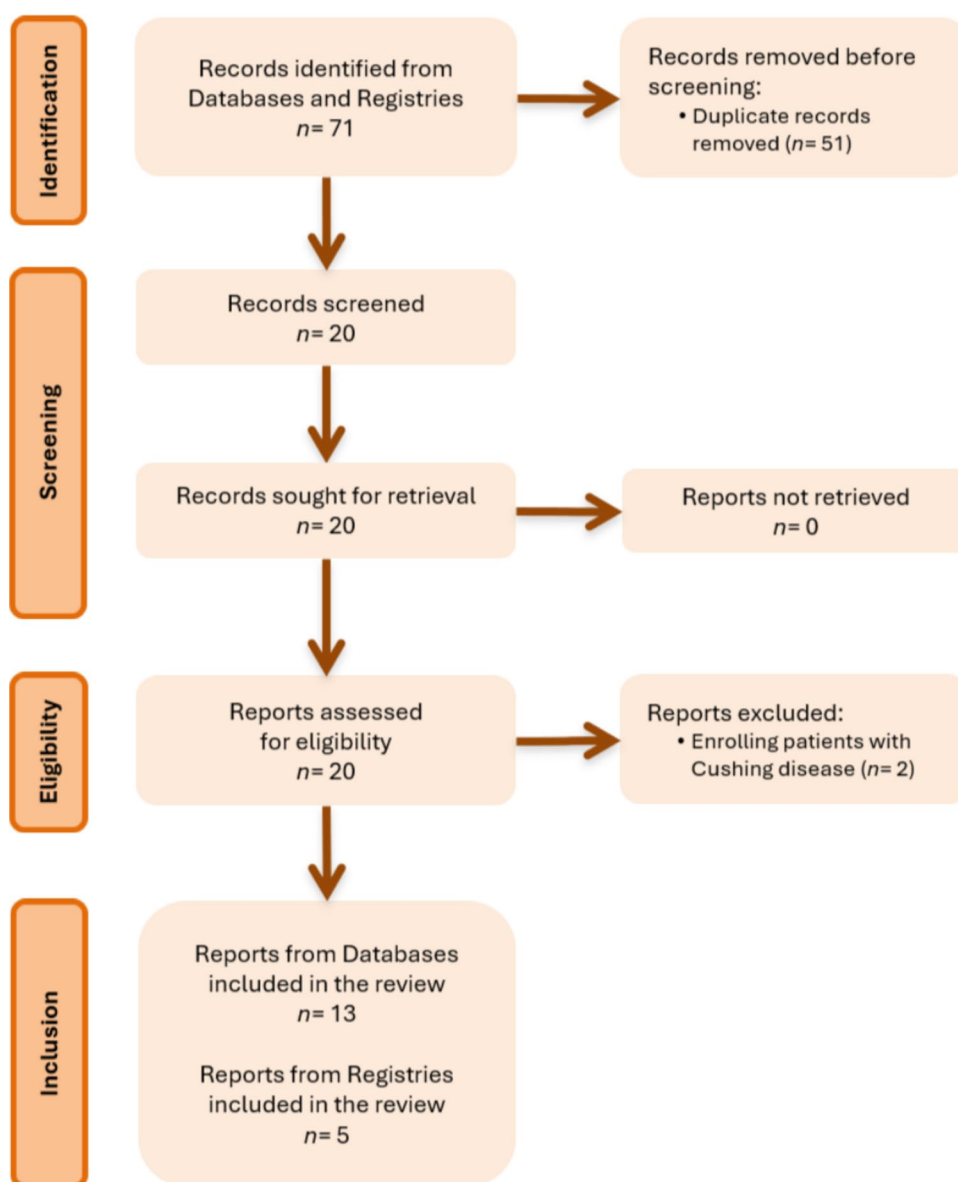 Identification
Records identified from
Databases and Registries
n= 71
Records removed before
screening:
• Duplicate records
removed (n= 51)
Screening
Records screened
n= 20
Records sought for retrieval
n= 20
Reports not retrieved
n= 0
Eligibility
Reports assessed
for eligibility
n= 20
Reports excluded:
• Enrolling patients with
Cushing disease (n= 2)
Inclusion
Reports from Databases
included in the review
n= 13
Reports from Registries
included in the review
n= 5